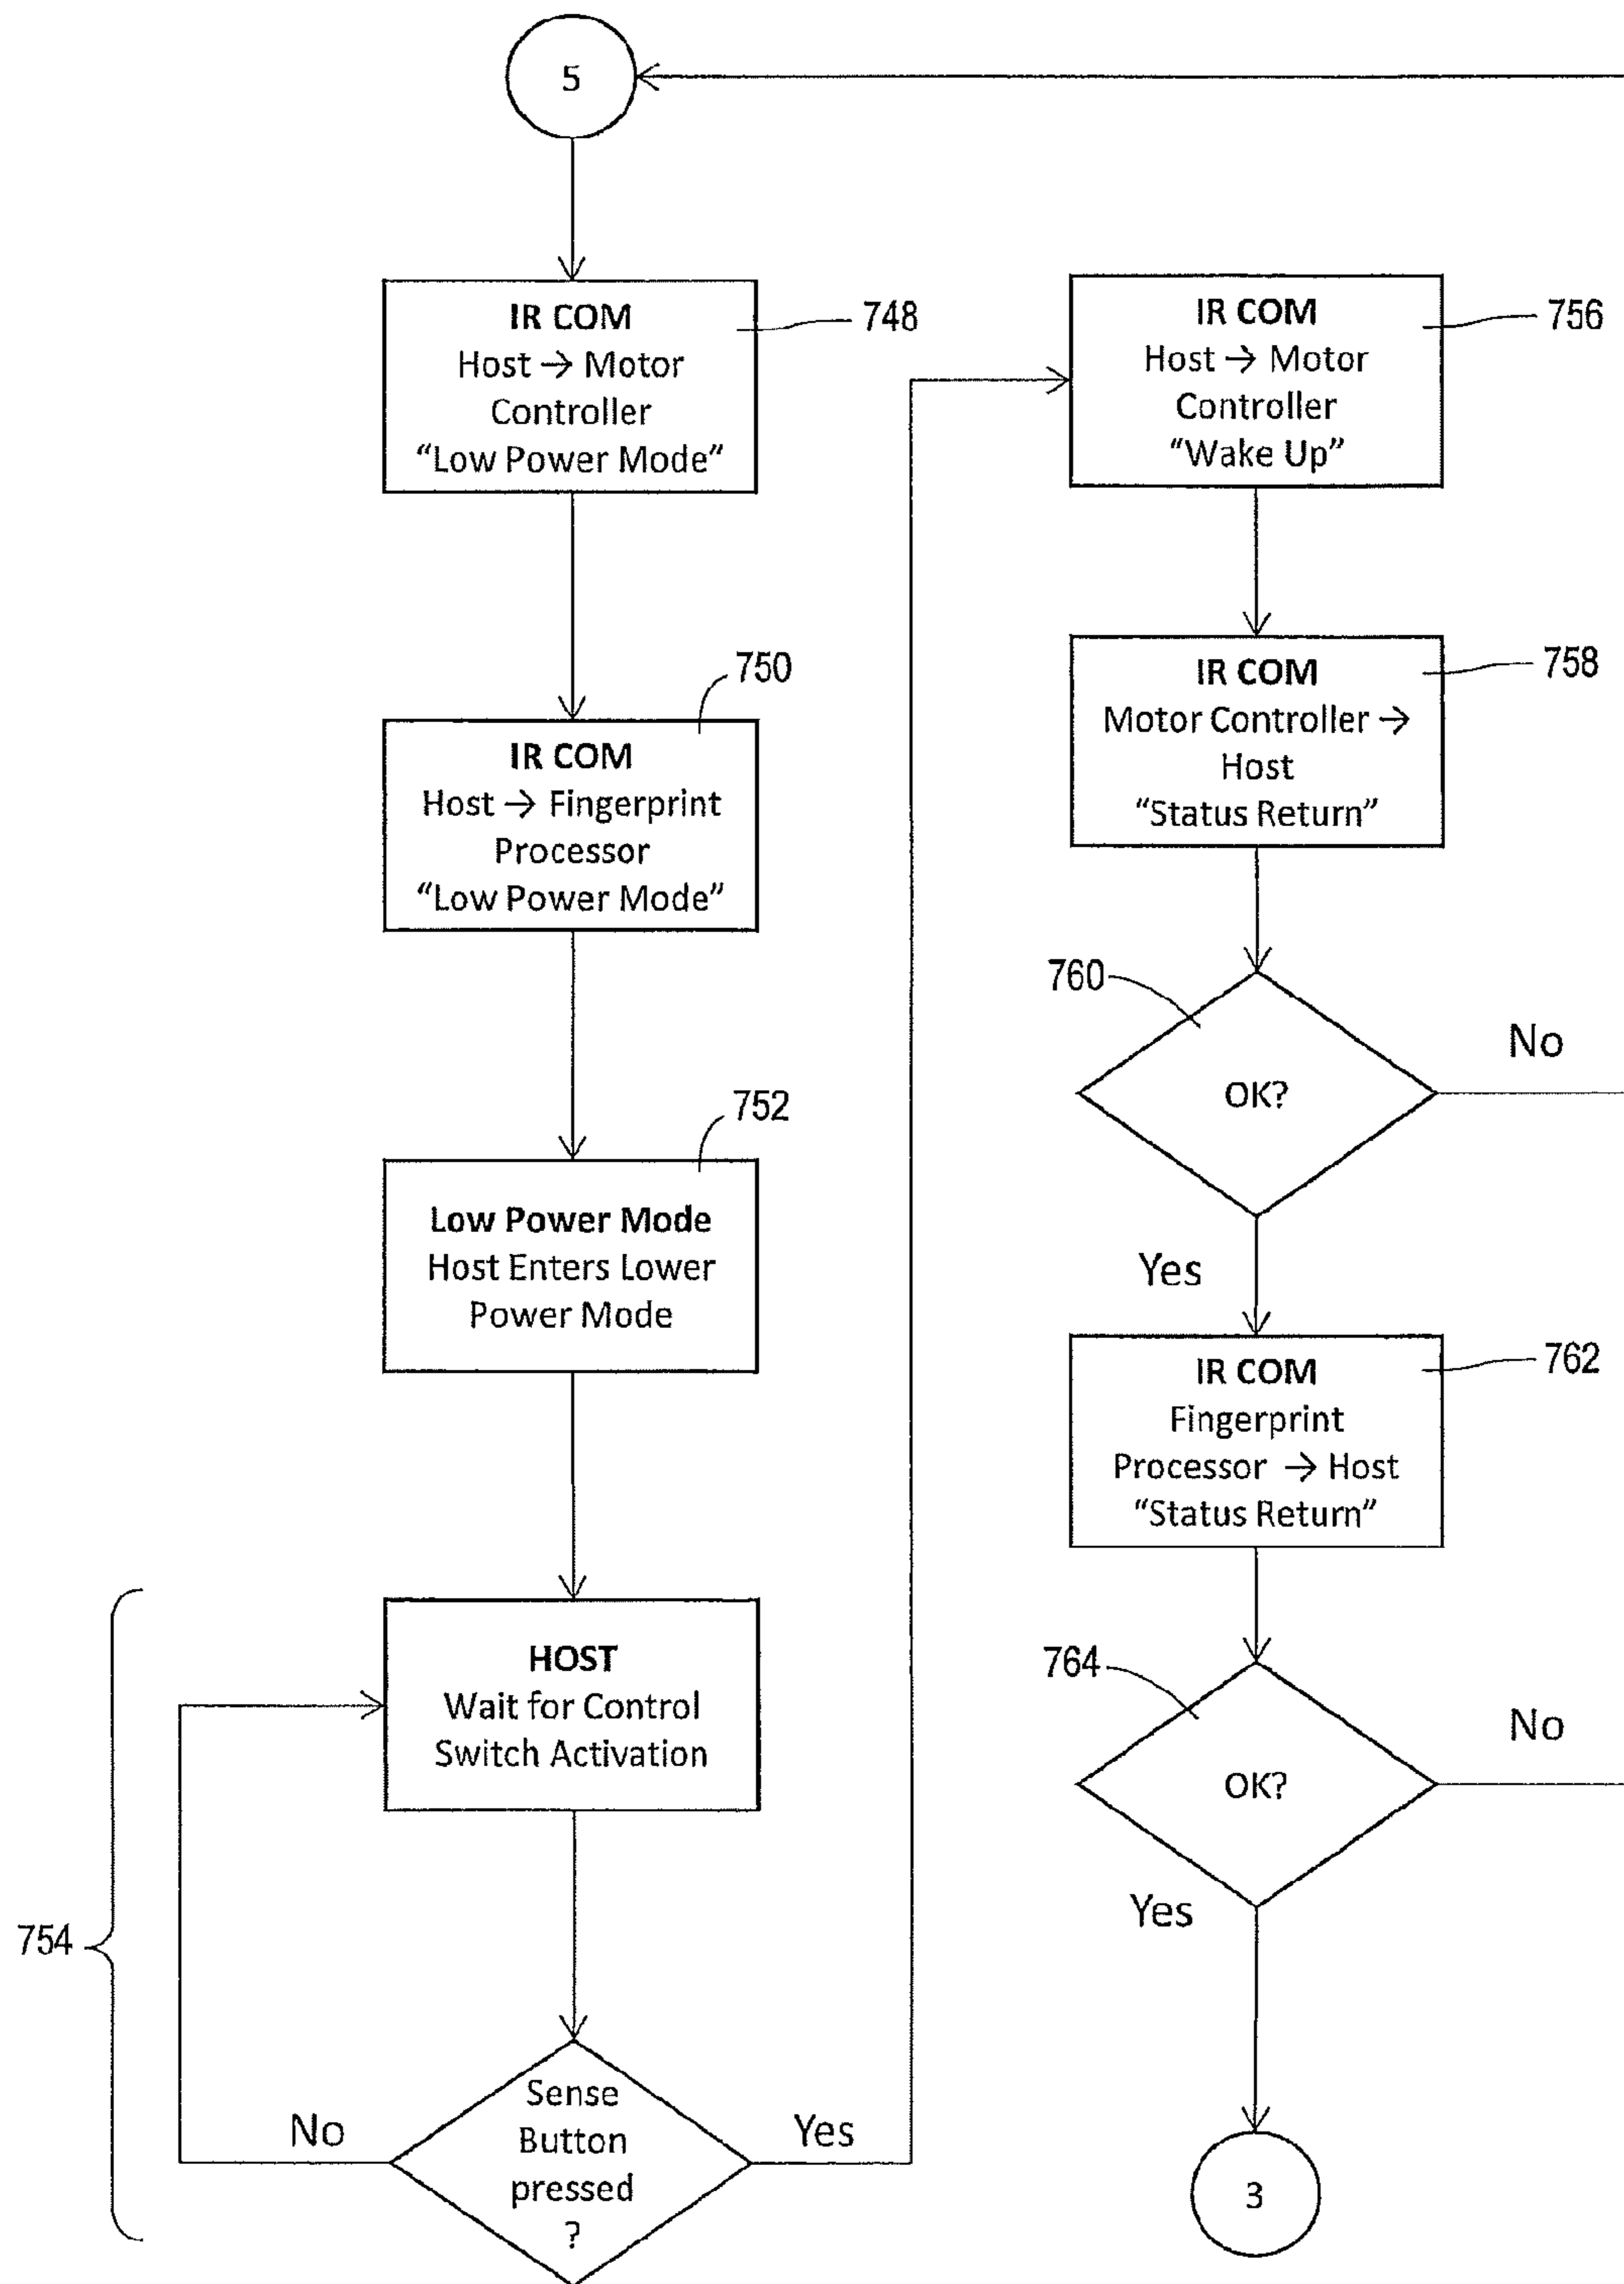 5
IR COM
Host → Motor
Controller
“Low Power Mode”
748
750
IR COM
Host → Fingerprint
Processor
“Low Power Mode”
752
Low Power Mode
Host Enters Lower
Power Mode
754
HOST
Wait for Control
Switch Activation
Sense
Button
pressed
?
No
Yes
IR COM
Host → Motor
Controller
“Wake Up”
756
IR COM
Motor Controller →
Host
“Status Return”
758
760
OK?
No
Yes
IR COM
Fingerprint
Processor → Host
“Status Return”
762
764
OK?
No
Yes
3